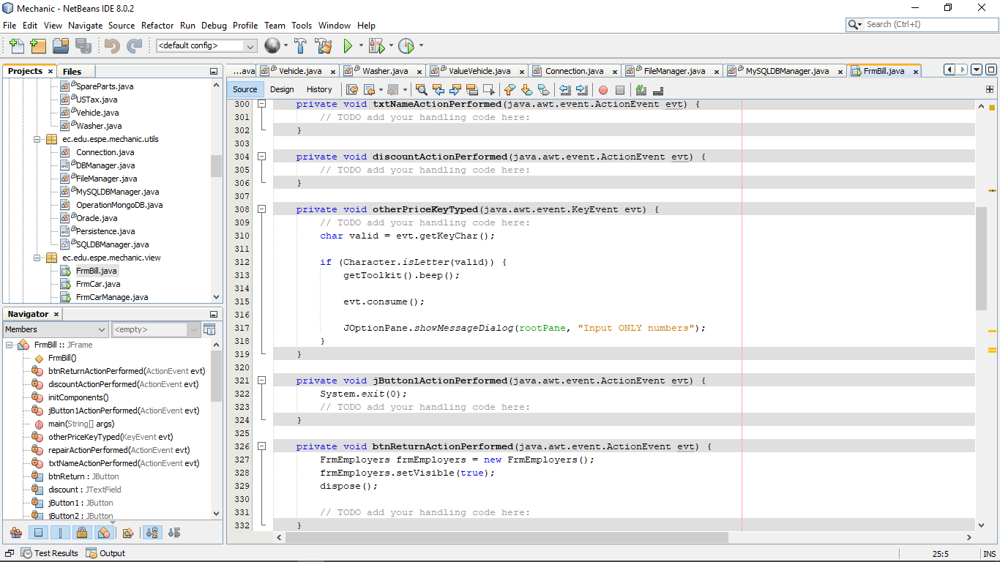 Mechanic - NetBeans IDE 8.0.2
File Edit View Navigate Source Refactor Run Debug Profile Team Tools Window Help
Search (Ctrl+I)
<default config>
Projects × Files
SpareParts.java
USTax.java
Vehicle.java
Washer.java
ec.edu.espe.mechanic.utils
Connection.java
DBManager.java
FileManager.java
MySQLDBManager.java
OperationMongoDB.java
Oracle.java
Persistence.java
SQLDBManager.java
ec.edu.espe.mechanic.view
FrmBill.java
FrmCar.java
FrmCarManage.java
Navigator ×
Members <empty>
FrmBill :: JFrame
FrmBill()
btnReturnActionPerformed(ActionEvent evt)
discountActionPerformed(ActionEvent evt)
initComponents()
jButton1ActionPerformed(ActionEvent evt)
main(String[] args)
otherPriceKeyTyped(KeyEvent evt)
repairActionPerformed(ActionEvent evt)
txtNameActionPerformed(ActionEvent evt)
btnReturn : JButton
discount : JTextField
jButton1 : JButton
jButton2 : JButton
...ava Vehicle.java × Washer.java × ValueVehicle.java × Connection.java × FileManager.java × MySQLDBManager.java × FrmBill.java ×
Source Design History
300 private void txtNameActionPerformed(java.awt.event.ActionEvent evt) {
301 // TODO add your handling code here:
302 }
303
304 private void discountActionPerformed(java.awt.event.ActionEvent evt) {
305 // TODO add your handling code here:
306 }
307
308 private void otherPriceKeyTyped(java.awt.event.KeyEvent evt) {
309 // TODO add your handling code here:
310 char valid = evt.getKeyChar();
311
312 if (Character.isLetter(valid)) {
313 getToolkit().beep();
314
315 evt.consume();
316
317 JOptionPane.showMessageDialog(rootPane, "Input ONLY numbers");
318 }
319 }
320
321 private void jButton1ActionPerformed(java.awt.event.ActionEvent evt) {
322 System.exit(0);
323 // TODO add your handling code here:
324 }
325
326 private void btnReturnActionPerformed(java.awt.event.ActionEvent evt) {
327 FrmEmployers frmEmployers = new FrmEmployers();
328 frmEmployers.setVisible(true);
329 dispose();
330
331 // TODO add your handling code here:
332 }
Test Results Output
25:5 INS